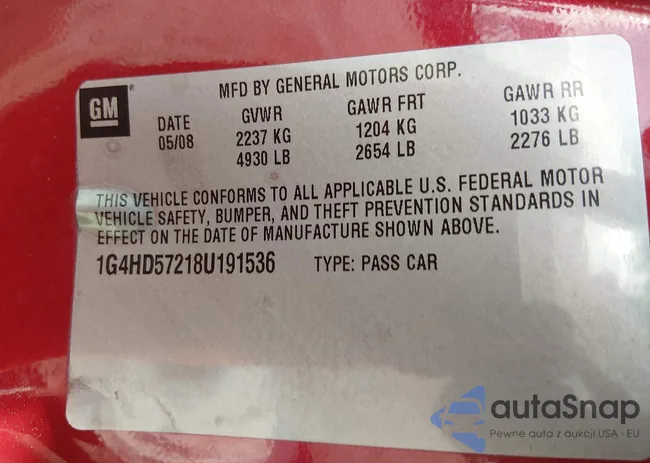 GM
MFD BY GENERAL MOTORS CORP.
DATE GVWR GAWR FRT GAWR RR
05/08 2237 KG 1204 KG 1033 KG
4930 LB 2654 LB 2276 LB
THIS VEHICLE CONFORMS TO ALL APPLICABLE U.S. FEDERAL MOTOR
VEHICLE SAFETY, BUMPER, AND THEFT PREVENTION STANDARDS IN
EFFECT ON THE DATE OF MANUFACTURE SHOWN ABOVE.
1G4HD57218U191536 TYPE: PASS CAR
autaSnap
Pewne auta z aukcji USA · EU